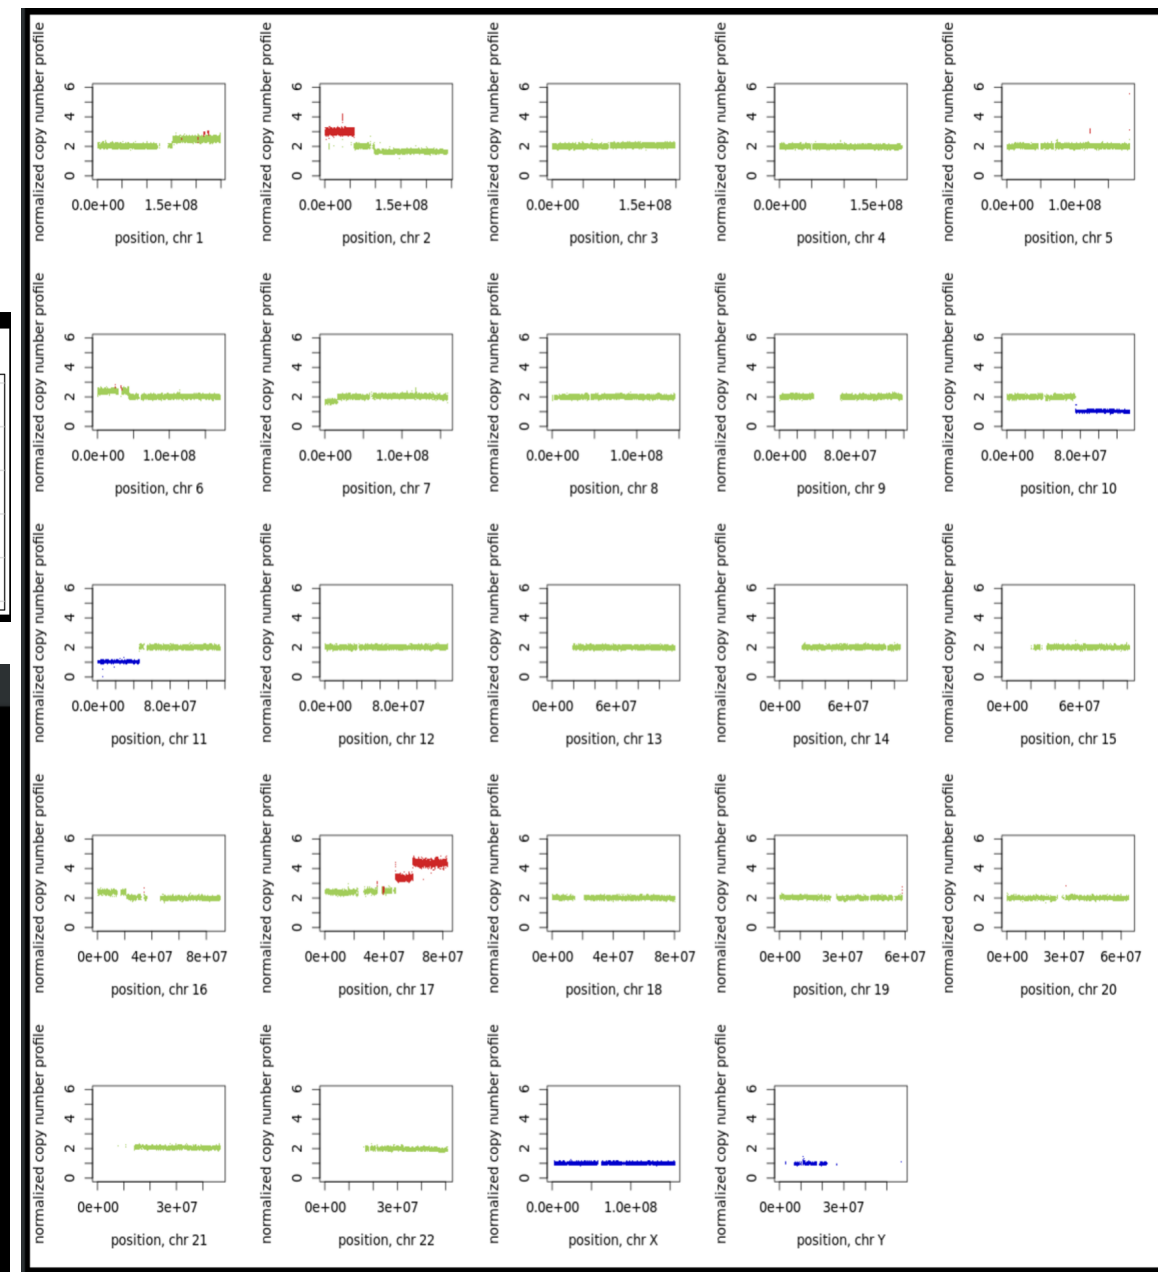 normalized copy number profile
0 2 4 6
0.0e+00 1.5e+08
position, chr 1
normalized copy number profile
0 2 4 6
0.0e+00 1.5e+08
position, chr 2
normalized copy number profile
0 2 4 6
0.0e+00 1.5e+08
position, chr 3
normalized copy number profile
0 2 4 6
0.0e+00 1.5e+08
position, chr 4
normalized copy number profile
0 2 4 6
0.0e+00 1.0e+08
position, chr 5
normalized copy number profile
0 2 4 6
0.0e+00 1.0e+08
position, chr 6
normalized copy number profile
0 2 4 6
0.0e+00 1.0e+08
position, chr 7
normalized copy number profile
0 2 4 6
0.0e+00 1.0e+08
position, chr 8
normalized copy number profile
0 2 4 6
0.0e+00 8.0e+07
position, chr 9
normalized copy number profile
0 2 4 6
0.0e+00 8.0e+07
position, chr 10
normalized copy number profile
0 2 4 6
0.0e+00 8.0e+07
position, chr 11
normalized copy number profile
0 2 4 6
0.0e+00 8.0e+07
position, chr 12
normalized copy number profile
0 2 4 6
0e+00 6e+07
position, chr 13
normalized copy number profile
0 2 4 6
0e+00 6e+07
position, chr 14
normalized copy number profile
0 2 4 6
0e+00 6e+07
position, chr 15
normalized copy number profile
0 2 4 6
0e+00 4e+07 8e+07
position, chr 16
normalized copy number profile
0 2 4 6
0e+00 4e+07 8e+07
position, chr 17
normalized copy number profile
0 2 4 6
0e+00 4e+07 8e+07
position, chr 18
normalized copy number profile
0 2 4 6
0e+00 3e+07 6e+07
position, chr 19
normalized copy number profile
0 2 4 6
0e+00 3e+07 6e+07
position, chr 20
normalized copy number profile
0 2 4 6
0e+00 3e+07
position, chr 21
normalized copy number profile
0 2 4 6
0e+00 3e+07
position, chr 22
normalized copy number profile
0 2 4 6
0.0e+00 1.0e+08
position, chr X
normalized copy number profile
0 2 4 6
0e+00 3e+07
position, chr Y